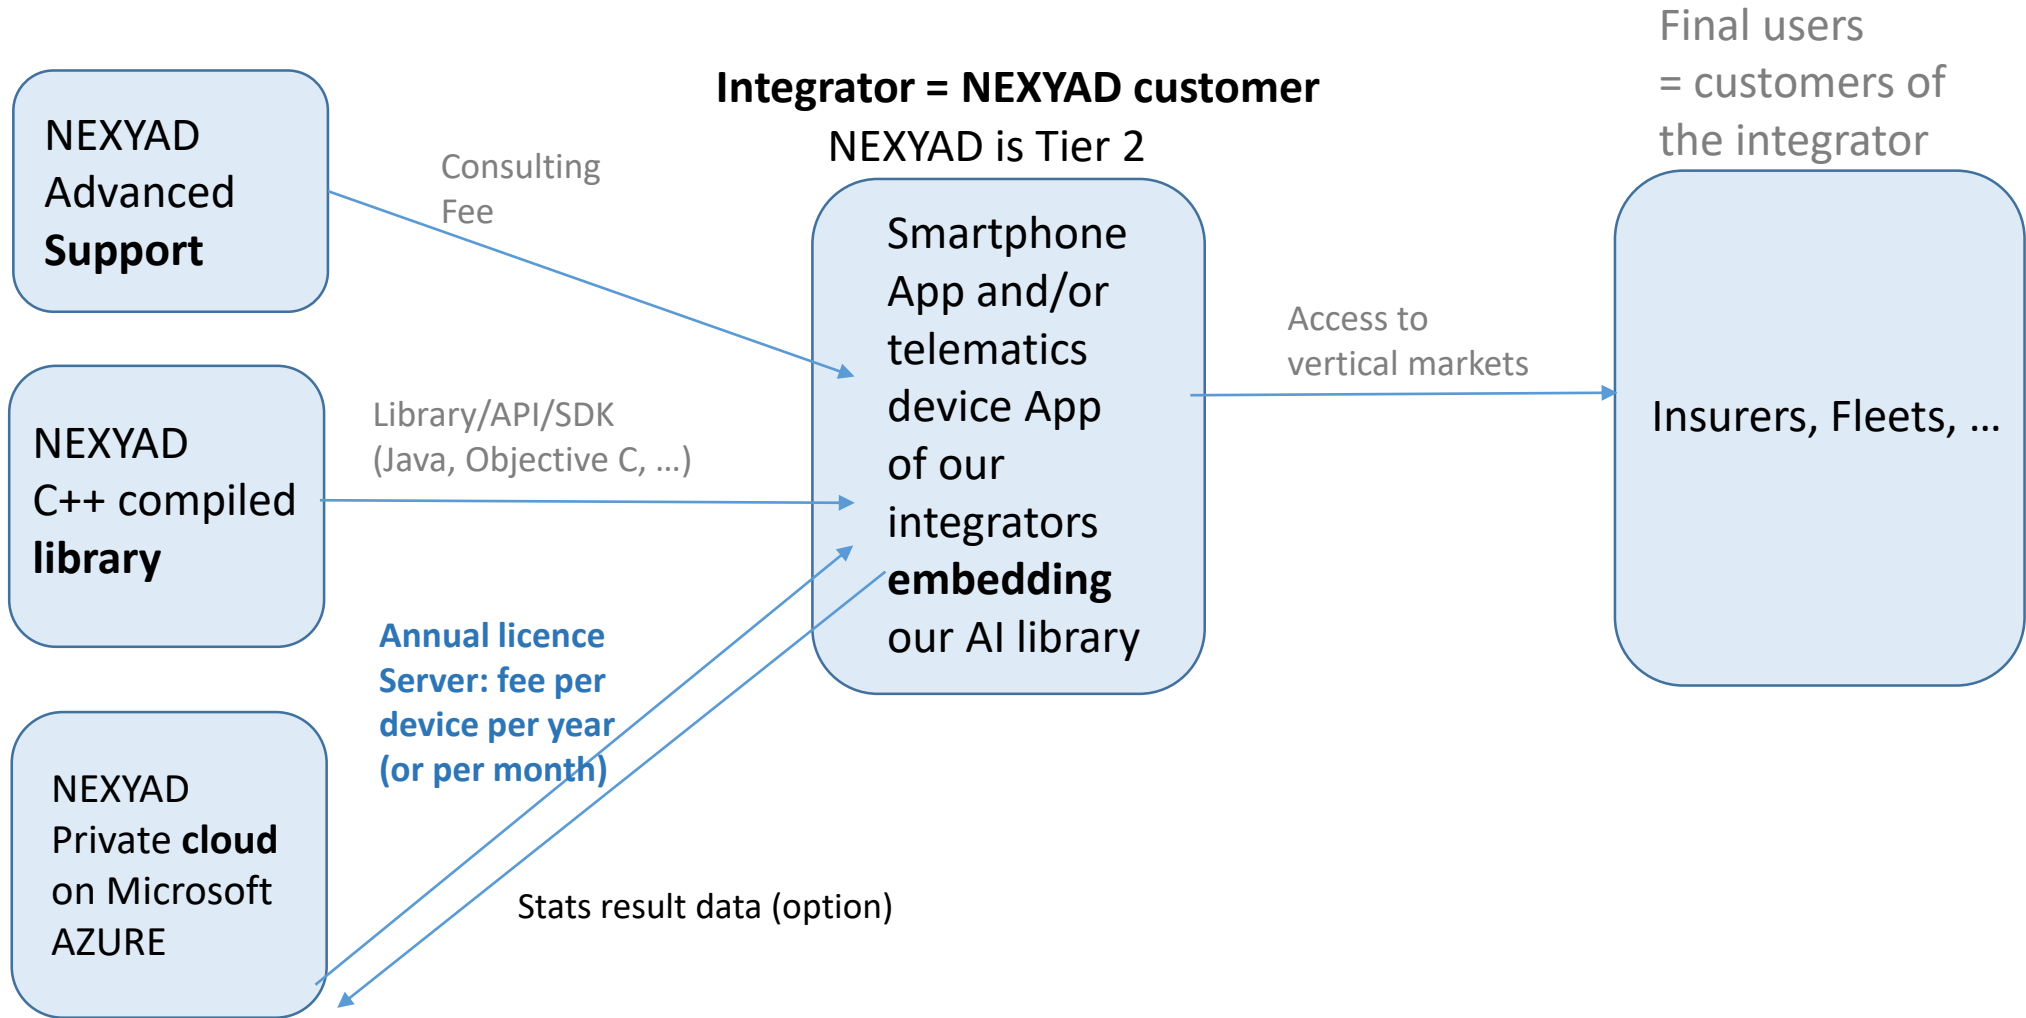 NEXYAD
Advanced
Support
Consulting
Fee
Integrator = NEXYAD customer
NEXYAD is Tier 2
Final users
= customers of
the integrator
NEXYAD
C++ compiled
library
Library/API/SDK
(Java, Objective C, …)
Smartphone
App and/or
telematics
device App
of our
integrators
embedding
our AI library
Access to
vertical markets
Insurers, Fleets, …
Annual licence
Server: fee per
device per year
(or per month)
NEXYAD
Private cloud
on Microsoft
AZURE
Stats result data (option)